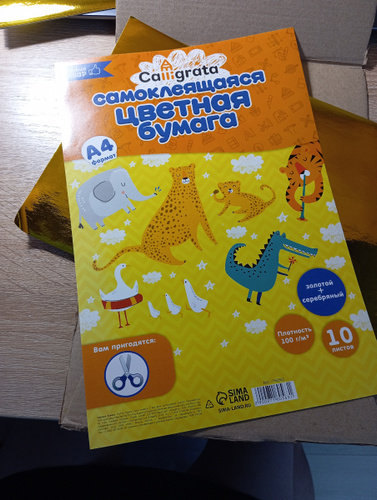 Calligrata
самоклеящаяся
цветная
бумага
А4
формат
золотой
+
серебряный
Плотность
100 г/м²
10
листов
Вам пригодятся:
SIMA
LAND
SIMA-LAND.RU